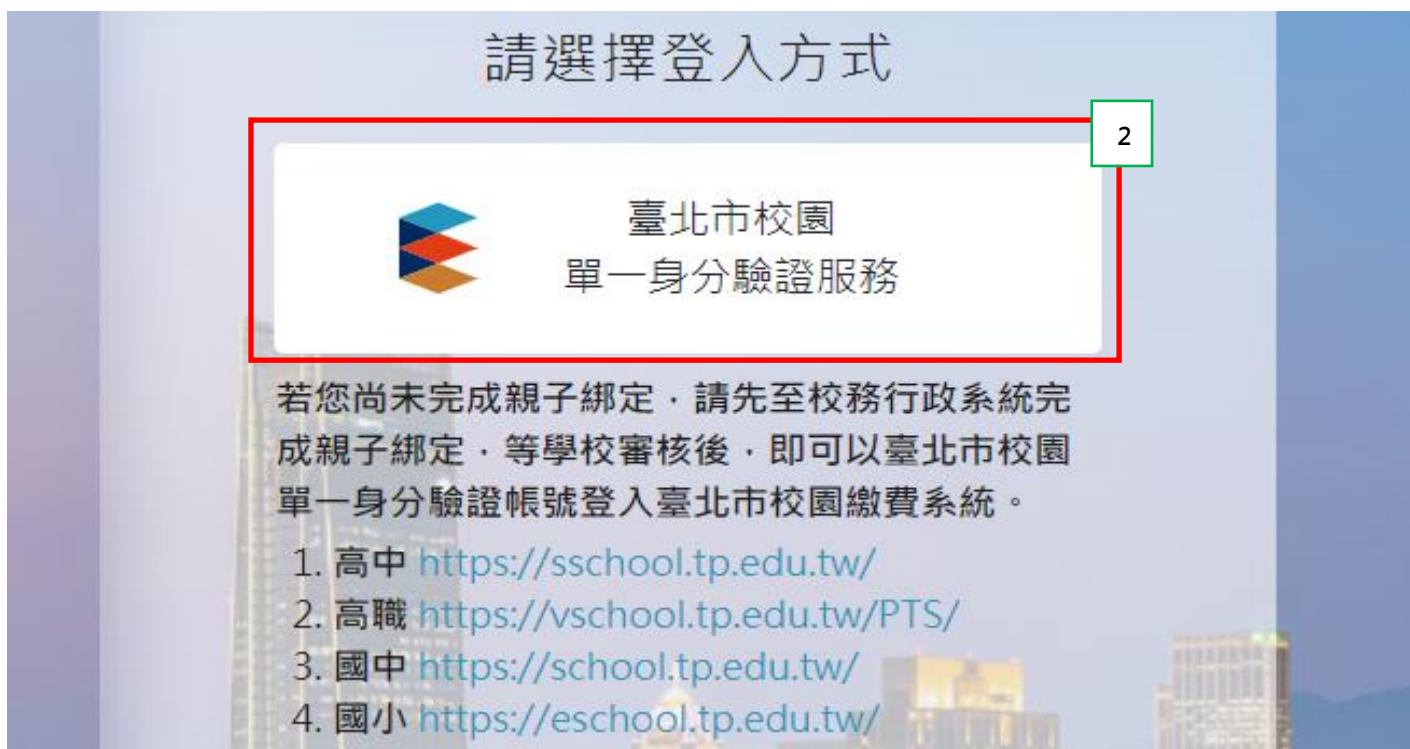 請選擇登入方式
2
臺北市校園
單一身分驗證服務
若您尚未完成親子綁定，請先至校務行政系統完
成親子綁定，等學校審核後，即可以臺北市校園
單一身分驗證帳號登入臺北市校園繳費系統。
1. 高中 https://sschool.tp.edu.tw/
2. 高職 https://vschool.tp.edu.tw/PTS/
3. 國中 https://school.tp.edu.tw/
4. 國小 https://eschool.tp.edu.tw/